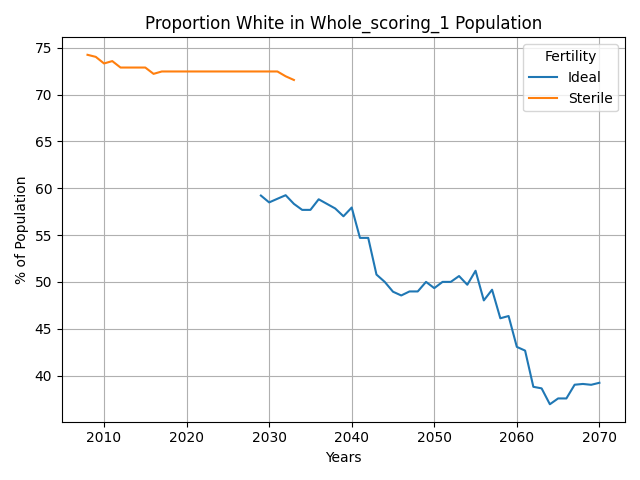 Proportion White in Whole_scoring_1 Population
Fertility
Ideal
Sterile
% of Population
75
70
65
60
55
50
45
40
2010 2020 2030 2040 2050 2060 2070
Years